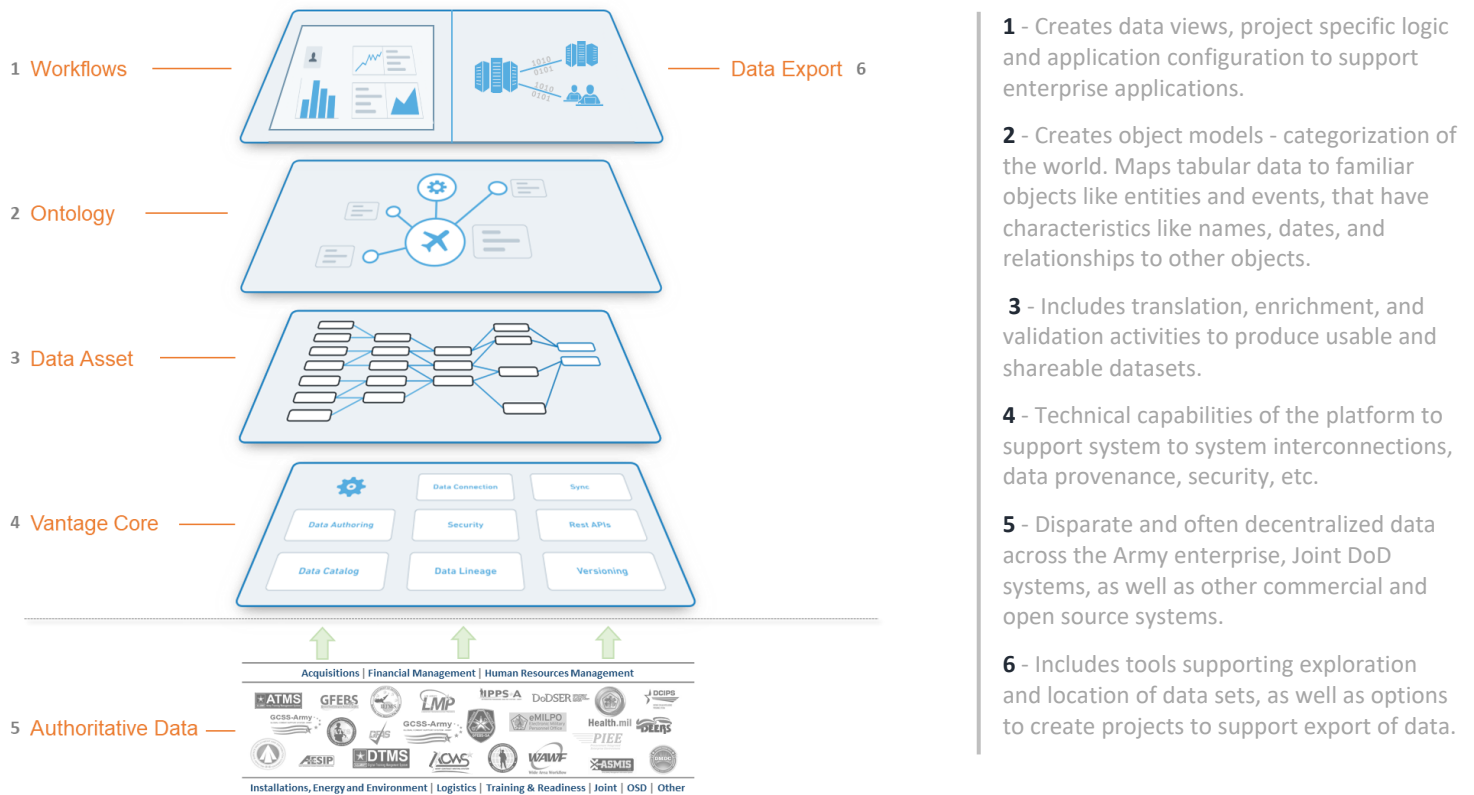 1 Workflows
1010
0101
1010
0101
Data Export 6
2 Ontology
3 Data Asset
4 Vantage Core
Data Connection
Sync
Data Authoring
Security
Rest APIs
Data Catalog
Data Lineage
Versioning
Acquisitions | Financial Management | Human Resources Management
5 Authoritative Data
ATMS
GFEBS
LMP
IPPS-A
DoDSER
DCIPS
GCSS-Army
DFAS
GCSS-Army
eMILPO
Health.mil
DEERS
PIEE
AESIP
DTMS
WAWF
ASMIS
Installations, Energy and Environment | Logistics | Training & Readiness | Joint | OSD | Other
1 - Creates data views, project specific logic
and application configuration to support
enterprise applications.
2 - Creates object models - categorization of
the world. Maps tabular data to familiar
objects like entities and events, that have
characteristics like names, dates, and
relationships to other objects.
3 - Includes translation, enrichment, and
validation activities to produce usable and
shareable datasets.
4 - Technical capabilities of the platform to
support system to system interconnections,
data provenance, security, etc.
5 - Disparate and often decentralized data
across the Army enterprise, Joint DoD
systems, as well as other commercial and
open source systems.
6 - Includes tools supporting exploration
and location of data sets, as well as options
to create projects to support export of data.